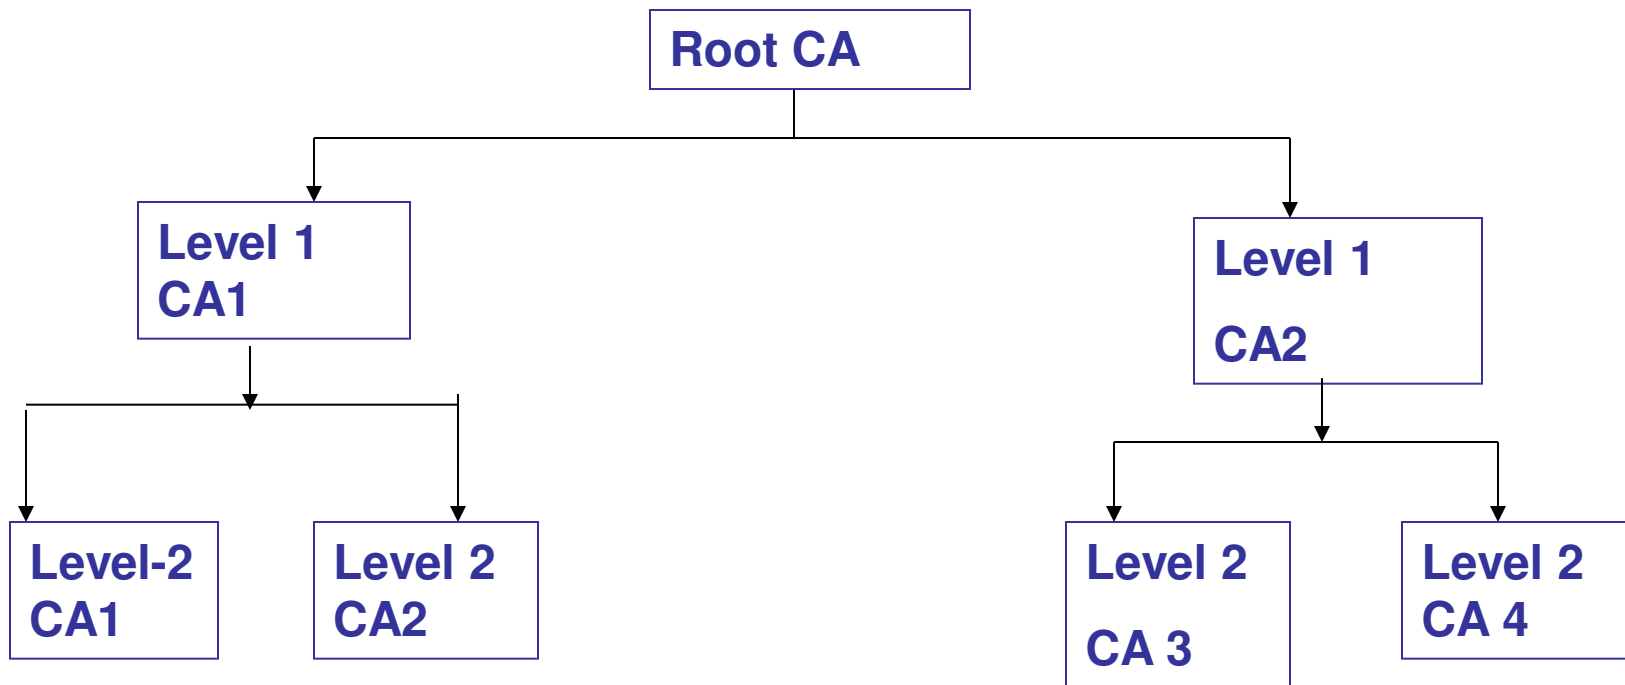 Root CA
Level 1
CA1
Level 1
CA2
Level-2
CA1
Level 2
CA2
Level 2
CA 3
Level 2
CA 4